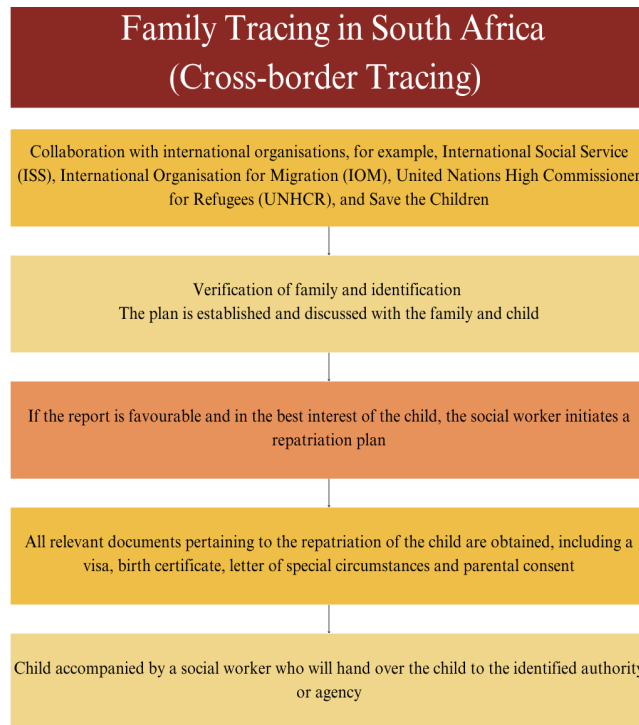 Family Tracing in South Africa
(Cross-border Tracing)
Collaboration with international organisations, for example, International Social Service
(ISS), International Organisation for Migration (IOM), United Nations High Commissioner
for Refugees (UNHCR), and Save the Children
Verification of family and identification
The plan is established and discussed with the family and child
If the report is favourable and in the best interest of the child, the social worker initiates a
repatriation plan
All relevant documents pertaining to the repatriation of the child are obtained, including a
visa, birth certificate, letter of special circumstances and parental consent
Child accompanied by a social worker who will hand over the child to the identified authority
or agency